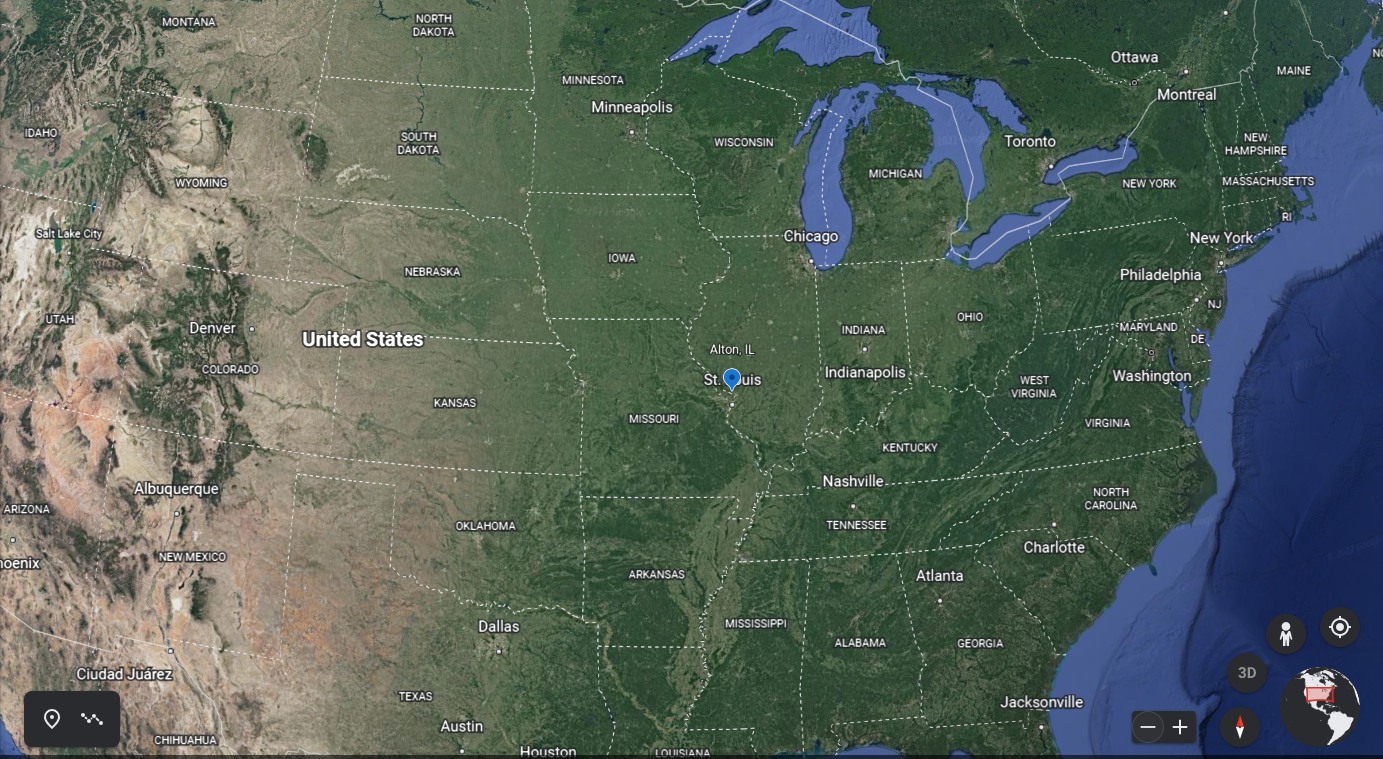 MONTANA
NORTH
DAKOTA
Ottawa
MAINE
MINNESOTA
Minneapolis
Montreal
IDAHO
SOUTH
DAKOTA
WISCONSIN
Toronto
NEW
HAMPSHIRE
MICHIGAN
WYOMING
NEW YORK
MASSACHUSETTS
RI
Salt Lake City
Chicago
New York
IOWA
NEBRASKA
Philadelphia
NJ
UTAH
Denver
United States
INDIANA
OHIO
MARYLAND
DE
Alton, IL
COLORADO
St. uis
Indianapolis
Washington
WEST
VIRGINIA
KANSAS
MISSOURI
VIRGINIA
KENTUCKY
Albuquerque
Nashville
NORTH
CAROLINA
ARIZONA
OKLAHOMA
TENNESSEE
Charlotte
NEW MEXICO
oenix
ARKANSAS
Atlanta
MISSISSIPPI
Dallas
ALABAMA
GEORGIA
Ciudad Juárez
3D
TEXAS
Jacksonville
Austin
CHIHUAHUA
Houston
LOUISIANA